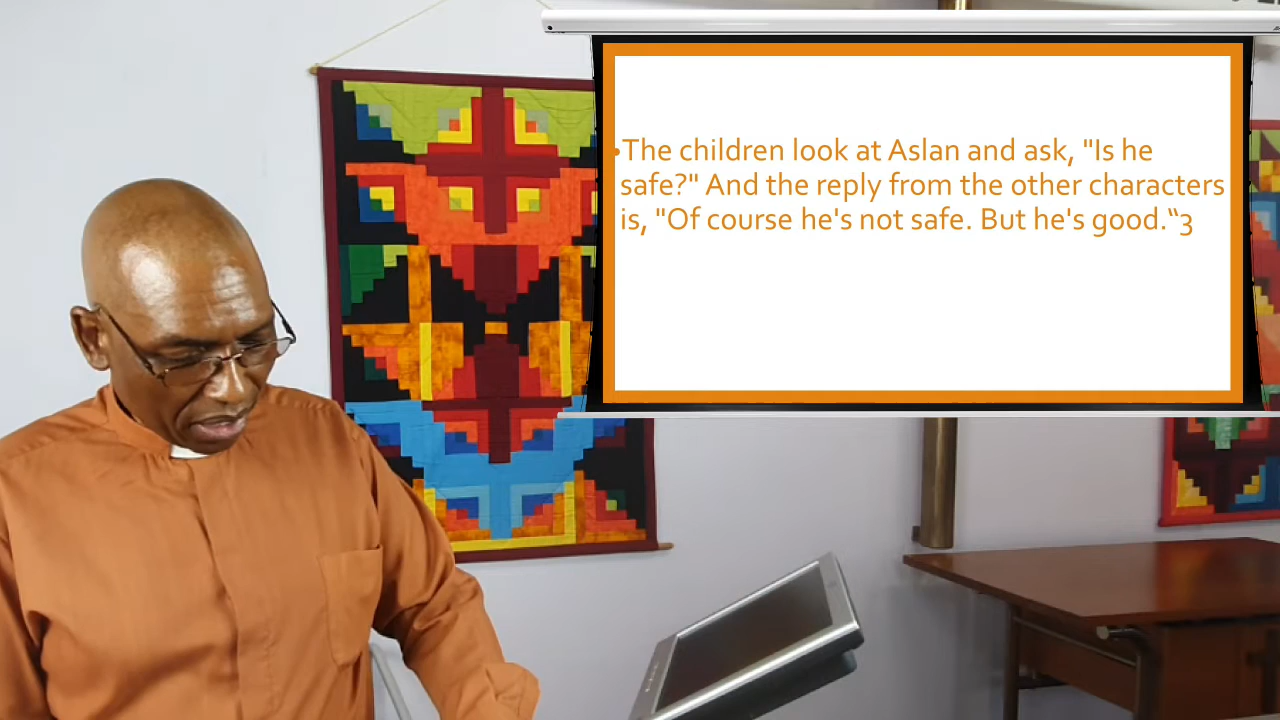 •The children look at Aslan and ask, "Is he
safe?" And the reply from the other characters
is, "Of course he's not safe. But he's good.“3